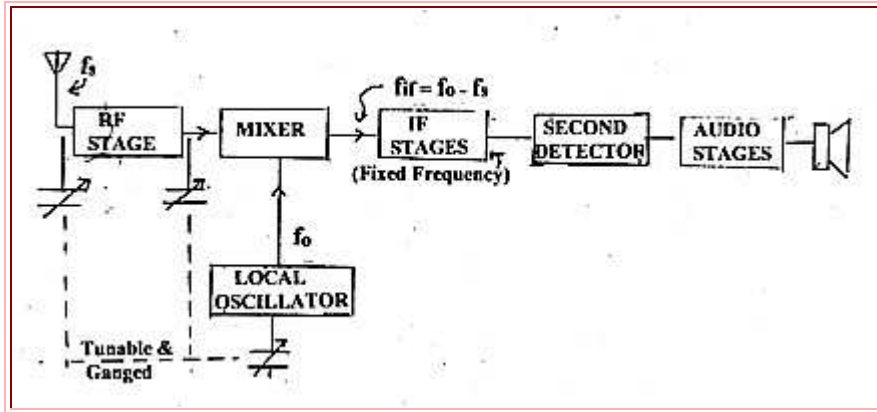 fs
RF
STAGE
MIXER
fif = fo - fs
IF
STAGES
(Fixed Frequency)
SECOND
DETECTOR
AUDIO
STAGES
fo
LOCAL
OSCILLATOR
Tunable &
Ganged